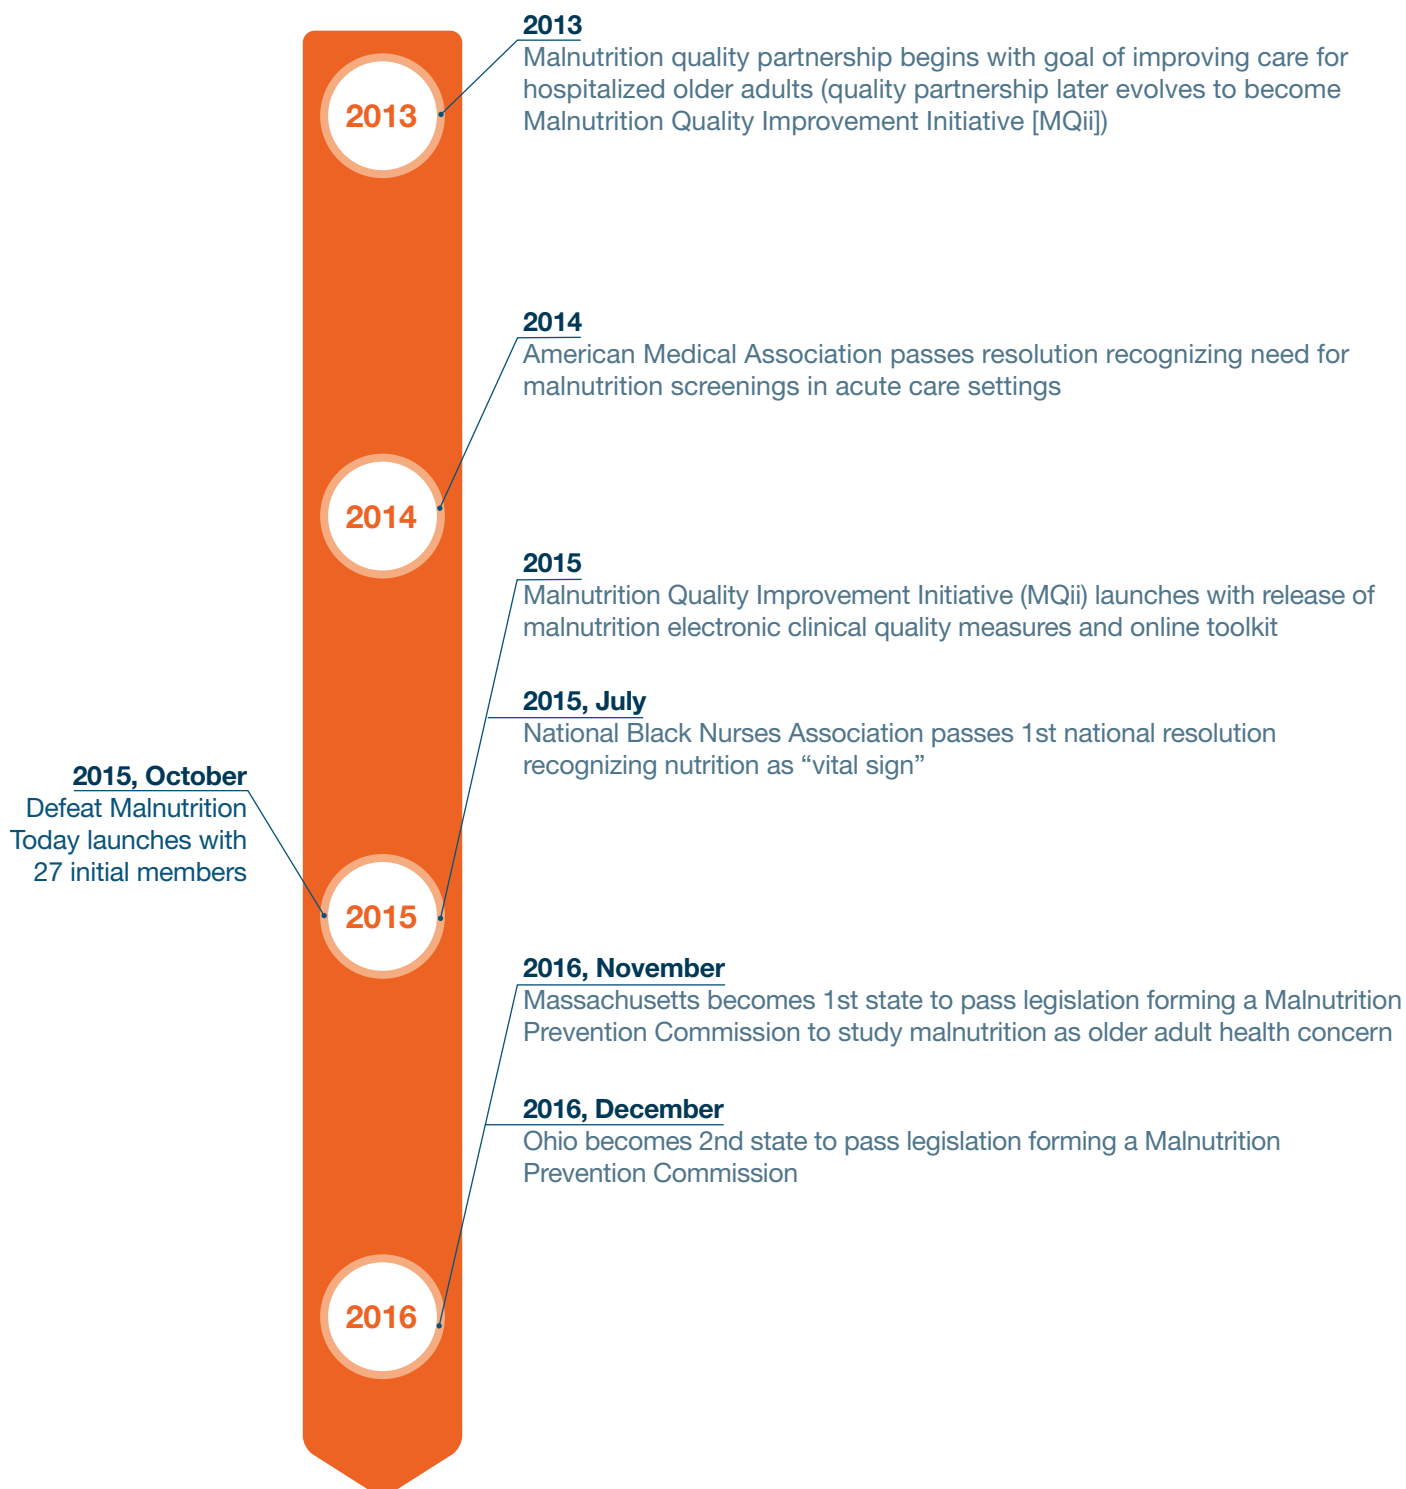 2013
2013
Malnutrition quality partnership begins with goal of improving care for
hospitalized older adults (quality partnership later evolves to become
Malnutrition Quality Improvement Initiative [MQii])
2014
American Medical Association passes resolution recognizing need for
malnutrition screenings in acute care settings
2014
2015
Malnutrition Quality Improvement Initiative (MQii) launches with release of
malnutrition electronic clinical quality measures and online toolkit
2015, July
National Black Nurses Association passes 1st national resolution
recognizing nutrition as “vital sign”
2015, October
Defeat Malnutrition
Today launches with
27 initial members
2015
2016, November
Massachusetts becomes 1st state to pass legislation forming a Malnutrition
Prevention Commission to study malnutrition as older adult health concern
2016, December
Ohio becomes 2nd state to pass legislation forming a Malnutrition
Prevention Commission
2016